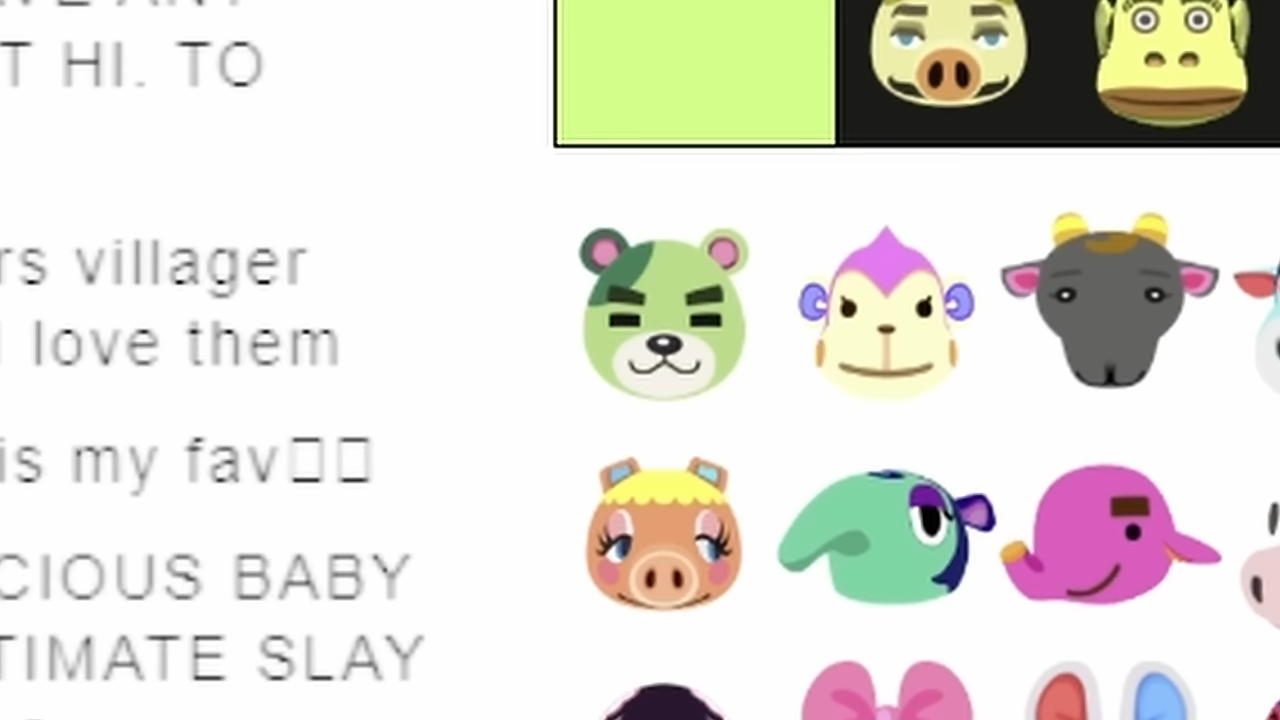 T HI. TO
rs villager
love them
is my fav□□
CIOUS BABY
TIMATE SLAY